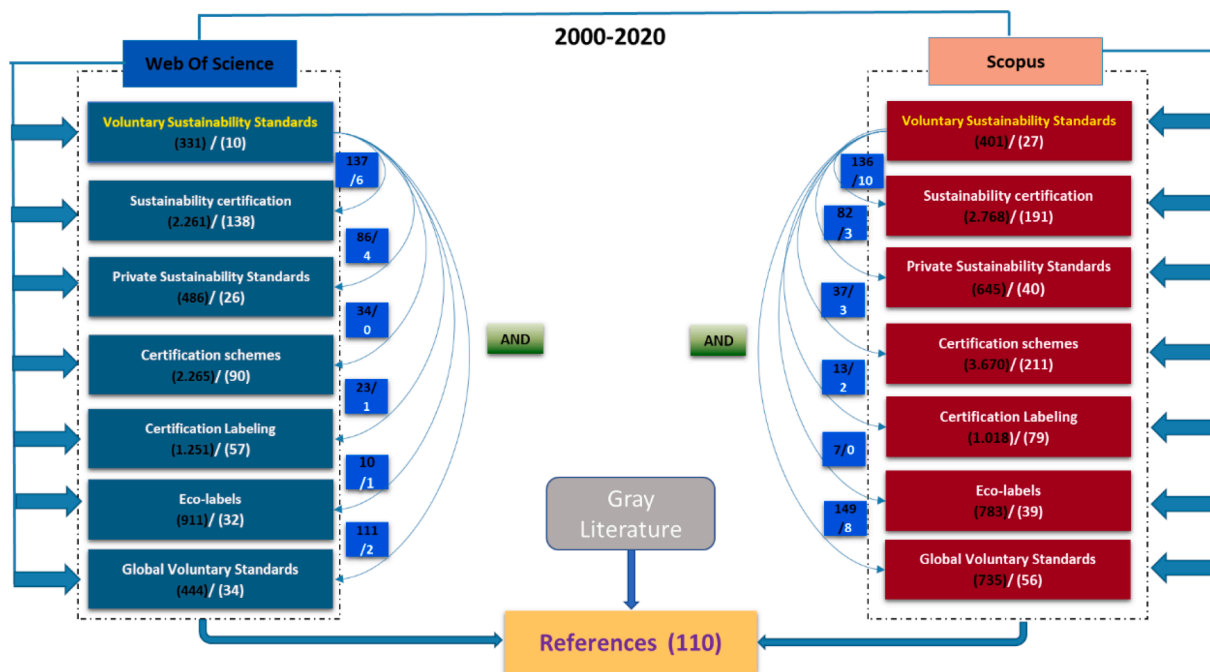 2000-2020
Web Of Science
Voluntary Sustainability Standards
(331)/ (10)
137
/6
Sustainability certification
(2.261)/ (138)
86/
4
Private Sustainability Standards
(486)/ (26)
34/
0
Certification schemes
(2.265)/ (90)
23/
1
Certification Labeling
(1.251)/ (57)
10
/1
Eco-labels
(911)/ (32)
111
/2
Global Voluntary Standards
(444)/ (34)
AND
AND
Scopus
Voluntary Sustainability Standards
(401)/ (27)
136
/10
Sustainability certification
(2.768)/ (191)
82
/3
Private Sustainability Standards
(645)/ (40)
37/
3
Certification schemes
(3.670)/ (211)
13/
2
Certification Labeling
(1.018)/ (79)
7/0
Eco-labels
(783)/ (39)
149
/8
Global Voluntary Standards
(735)/ (56)
Gray
Literature
References (110)